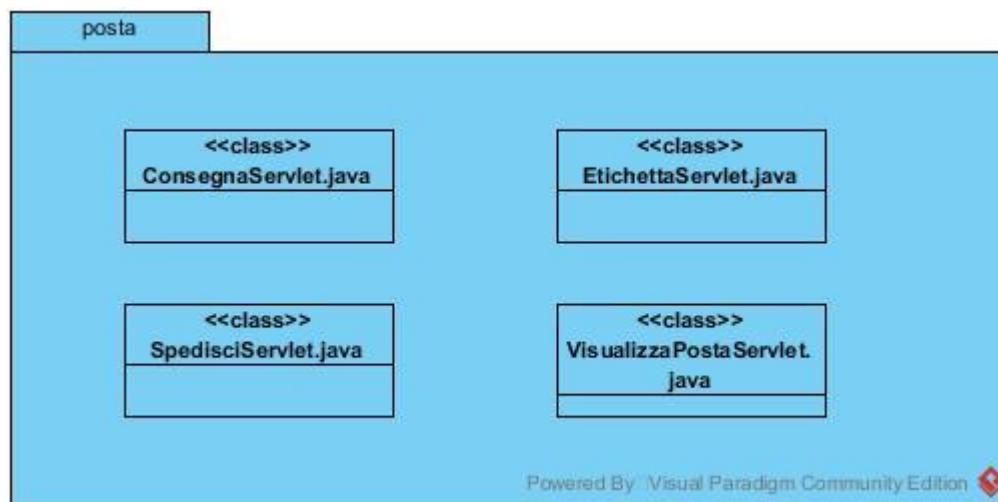 posta
<<class>>
ConsegnaServlet.java
<<class>>
EtichettaServlet.java
<<class>>
SpedisciServlet.java
<<class>>
VisualizzaPostaServlet.
java
Powered By Visual Paradigm Community Edition